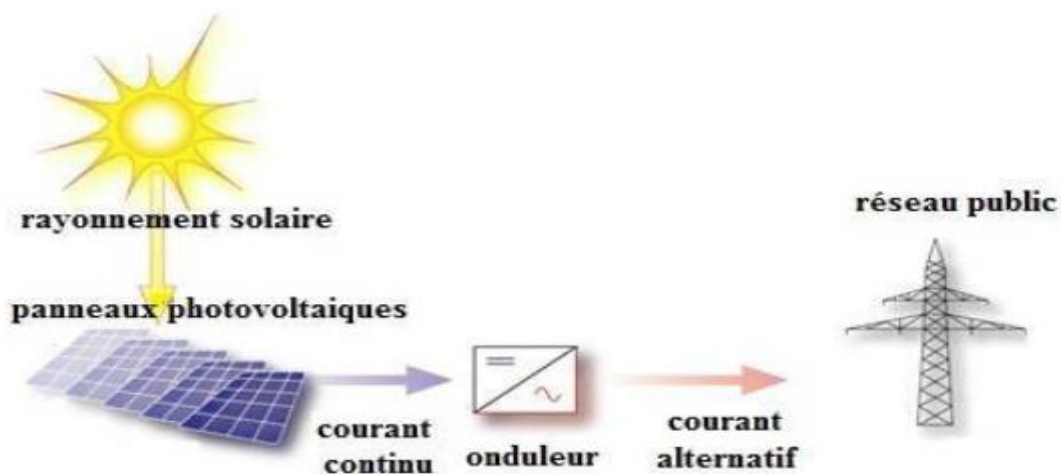 rayonnement solaire
réseau public
panneaux photovoltaiques
courant
continu
onduleur
courant
alternatif